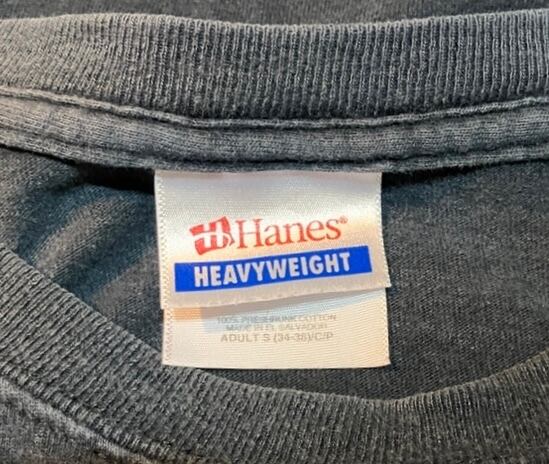 Hanes®
HEAVYWEIGHT
100% PRESHRUNK COTTON
MADE IN EL SALVADOR
ADULT S (34-36)/C/P